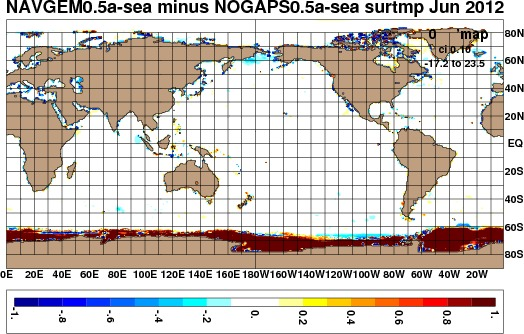 NAVGEM0.5a-sea minus NOGAPS0.5a-sea surtmp Jun 2012
0 map
ci 0.10
-17.2 to 23.5
80N
60N
40N
20N
EQ
20S
40S
60S
80S
0E 20E 40E 60E 80E 100E 120E 140E 160E 180W 160W 140W 120W 100W 80W 60W 40W 20W
-1. -.8 -.6 -.4 -.2 0. 0.2 0.4 0.6 0.8 1.